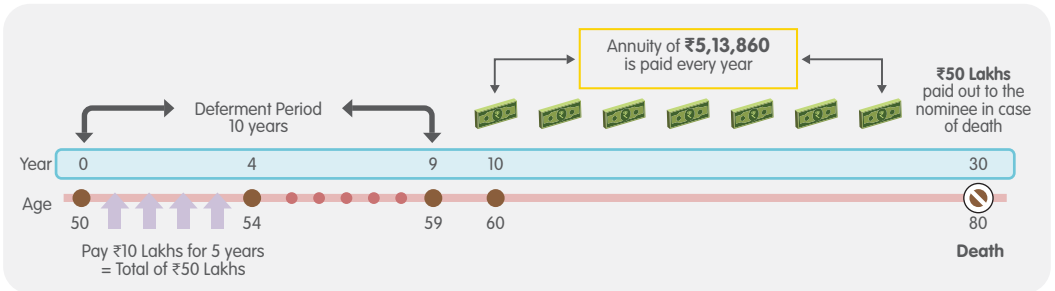 Annuity of ₹5,13,860
is paid every year
₹50 Lakhs
paid out to the
nominee in case
of death
Deferment Period
10 years
Year 0 4 9 10 30
Age
50 54 59 60 80
Pay ₹10 Lakhs for 5 years
= Total of ₹50 Lakhs
Death